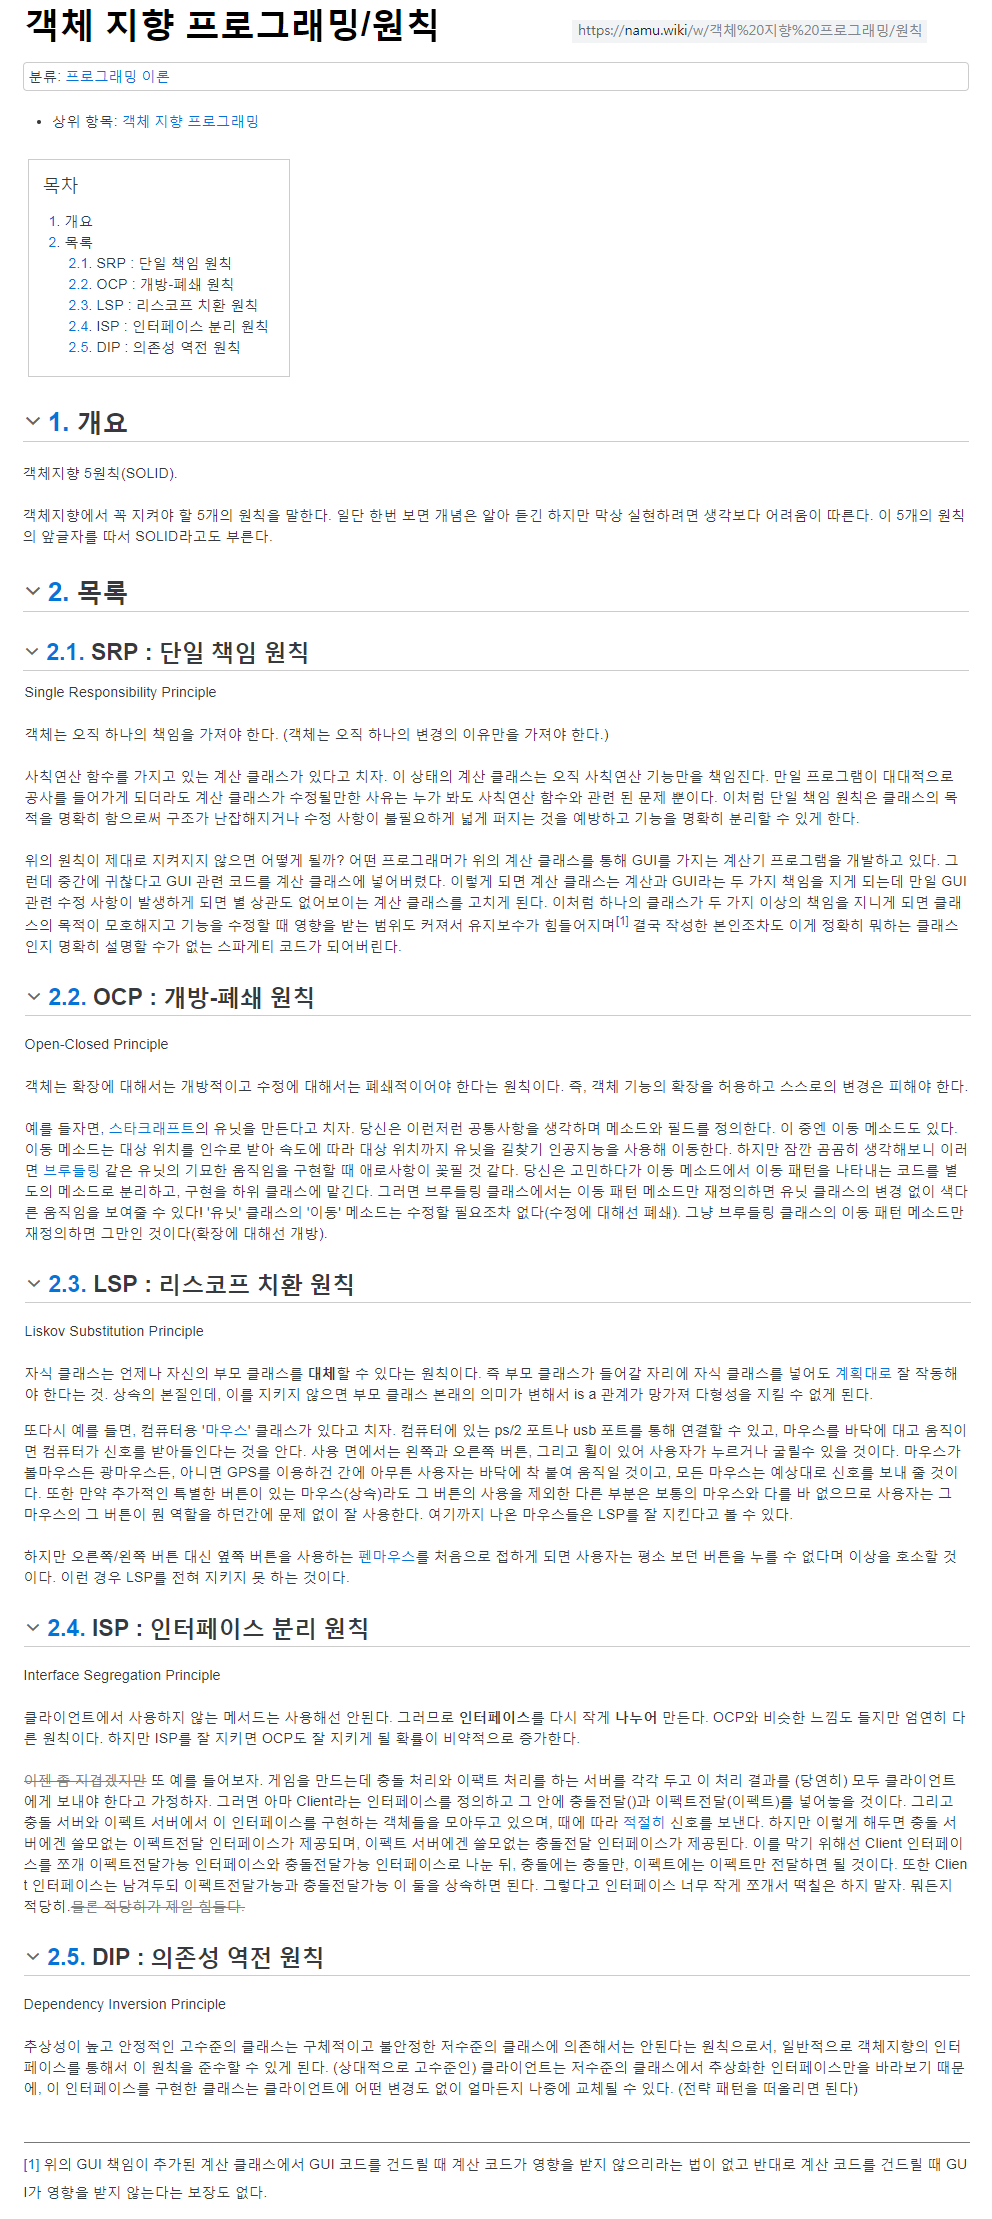 객체 지향 프로그래밍/원칙
https://namu.wiki/w/객체%20지향%20프로그래밍/원칙
분류: 프로그래밍 이론
• 상위 항목: 객체 지향 프로그래밍
목차
1. 개요
2. 목록
2.1. SRP : 단일 책임 원칙
2.2. OCP : 개방-폐쇄 원칙
2.3. LSP : 리스코프 치환 원칙
2.4. ISP : 인터페이스 분리 원칙
2.5. DIP : 의존성 역전 원칙
1. 개요
객체지향 5원칙(SOLID).
객체지향에서 꼭 지켜야 할 5개의 원칙을 말한다. 일단 한번 보면 개념은 알아 듣긴 하지만 막상 실현하려면 생각보다 어려움이 따른다. 이 5개의 원칙
의 앞글자를 따서 SOLID라고도 부른다.
2. 목록
2.1. SRP : 단일 책임 원칙
Single Responsibility Principle
객체는 오직 하나의 책임을 가져야 한다. (객체는 오직 하나의 변경의 이유만을 가져야 한다.)
사칙연산 함수를 가지고 있는 계산 클래스가 있다고 치자. 이 상태의 계산 클래스는 오직 사칙연산 기능만을 책임진다. 만일 프로그램이 대대적으로
공사를 들어가게 되더라도 계산 클래스가 수정될만한 사유는 누가 봐도 사칙연산 함수와 관련 된 문제 뿐이다. 이처럼 단일 책임 원칙은 클래스의 목
적을 명확히 함으로써 구조가 난잡해지거나 수정 사항이 불필요하게 넓게 퍼지는 것을 예방하고 기능을 명확히 분리할 수 있게 한다.
위의 원칙이 제대로 지켜지지 않으면 어떻게 될까? 어떤 프로그래머가 위의 계산 클래스를 통해 GUI를 가지는 계산기 프로그램을 개발하고 있다. 그
런데 중간에 귀찮다고 GUI 관련 코드를 계산 클래스에 넣어버렸다. 이렇게 되면 계산 클래스는 계산과 GUI라는 두 가지 책임을 지게 되는데 만일 GUI
관련 수정 사항이 발생하게 되면 별 상관도 없어보이는 계산 클래스를 고치게 된다. 이처럼 하나의 클래스가 두 가지 이상의 책임을 지니게 되면 클래
스의 목적이 모호해지고 기능을 수정할 때 영향을 받는 범위도 커져서 유지보수가 힘들어지며[1] 결국 작성한 본인조차도 이게 정확히 뭐하는 클래스
인지 명확히 설명할 수가 없는 스파게티 코드가 되어버린다.
2.2. OCP : 개방-폐쇄 원칙
Open-Closed Principle
객체는 확장에 대해서는 개방적이고 수정에 대해서는 폐쇄적이어야 한다는 원칙이다. 즉, 객체 기능의 확장을 허용하고 스스로의 변경은 피해야 한다.
예를 들자면, 스타크래프트의 유닛을 만든다고 치자. 당신은 이런저런 공통사항을 생각하며 메소드와 필드를 정의한다. 이 중엔 이동 메소드도 있다.
이동 메소드는 대상 위치를 인수로 받아 속도에 따라 대상 위치까지 유닛을 길찾기 인공지능을 사용해 이동한다. 하지만 잠깐 곰곰히 생각해보니 이러
면 브루들링 같은 유닛의 기묘한 움직임을 구현할 때 애로사항이 꽃필 것 같다. 당신은 고민하다가 이동 메소드에서 이동 패턴을 나타내는 코드를 별
도의 메소드로 분리하고, 구현을 하위 클래스에 맡긴다. 그러면 브루들링 클래스에서는 이동 패턴 메소드만 재정의하면 유닛 클래스의 변경 없이 색다
른 움직임을 보여줄 수 있다! '유닛' 클래스의 '이동' 메소드는 수정할 필요조차 없다(수정에 대해선 폐쇄). 그냥 브루들링 클래스의 이동 패턴 메소드만
재정의하면 그만인 것이다(확장에 대해선 개방).
2.3. LSP : 리스코프 치환 원칙
Liskov Substitution Principle
자식 클래스는 언제나 자신의 부모 클래스를 대체할 수 있다는 원칙이다. 즉 부모 클래스가 들어갈 자리에 자식 클래스를 넣어도 계획대로 잘 작동해
야 한다는 것. 상속의 본질인데, 이를 지키지 않으면 부모 클래스 본래의 의미가 변해서 is a 관계가 망가져 다형성을 지킬 수 없게 된다.
또다시 예를 들면, 컴퓨터용 '마우스' 클래스가 있다고 치자. 컴퓨터에 있는 ps/2 포트나 usb 포트를 통해 연결할 수 있고, 마우스를 바닥에 대고 움직이
면 컴퓨터가 신호를 받아들인다는 것을 안다. 사용 면에서는 왼쪽과 오른쪽 버튼, 그리고 휠이 있어 사용자가 누르거나 굴릴수 있을 것이다. 마우스가
볼마우스든 광마우스든, 아니면 GPS를 이용하건 간에 아무튼 사용자는 바닥에 착 붙여 움직일 것이고, 모든 마우스는 예상대로 신호를 보내 줄 것이
다. 또한 만약 추가적인 특별한 버튼이 있는 마우스(상속)라도 그 버튼의 사용을 제외한 다른 부분은 보통의 마우스와 다를 바 없으므로 사용자는 그
마우스의 그 버튼이 뭔 역할을 하던간에 문제 없이 잘 사용한다. 여기까지 나온 마우스들은 LSP를 잘 지킨다고 볼 수 있다.
하지만 오른쪽/왼쪽 버튼 대신 옆쪽 버튼을 사용하는 펜마우스를 처음으로 접하게 되면 사용자는 평소 보던 버튼을 누를 수 없다며 이상을 호소할 것
이다. 이런 경우 LSP를 전혀 지키지 못 하는 것이다.
2.4. ISP : 인터페이스 분리 원칙
Interface Segregation Principle
클라이언트에서 사용하지 않는 메서드는 사용해선 안된다. 그러므로 인터페이스를 다시 작게 나누어 만든다. OCP와 비슷한 느낌도 들지만 엄연히 다
른 원칙이다. 하지만 ISP를 잘 지키면 OCP도 잘 지키게 될 확률이 비약적으로 증가한다.
이젠 좀 지겹겠지만 또 예를 들어보자. 게임을 만드는데 충돌 처리와 이팩트 처리를 하는 서버를 각각 두고 이 처리 결과를 (당연히) 모두 클라이언트
에게 보내야 한다고 가정하자. 그러면 아마 Client라는 인터페이스를 정의하고 그 안에 충돌전달()과 이펙트전달(이펙트)를 넣어놓을 것이다. 그리고
충돌 서버와 이펙트 서버에서 이 인터페이스를 구현하는 객체들을 모아두고 있으며, 때에 따라 적절히 신호를 보낸다. 하지만 이렇게 해두면 충돌 서
버에겐 쓸모없는 이펙트전달 인터페이스가 제공되며, 이펙트 서버에겐 쓸모없는 충돌전달 인터페이스가 제공된다. 이를 막기 위해선 Client 인터페이
스를 쪼개 이펙트전달가능 인터페이스와 충돌전달가능 인터페이스로 나눈 뒤, 충돌에는 충돌만, 이펙트에는 이펙트만 전달하면 될 것이다. 또한 Clien
t 인터페이스는 남겨두되 이펙트전달가능과 충돌전달가능 이 둘을 상속하면 된다. 그렇다고 인터페이스 너무 작게 쪼개서 떡칠은 하지 말자. 뭐든지
적당히.물론 적당히가 제일 힘들다.
2.5. DIP : 의존성 역전 원칙
Dependency Inversion Principle
추상성이 높고 안정적인 고수준의 클래스는 구체적이고 불안정한 저수준의 클래스에 의존해서는 안된다는 원칙으로서, 일반적으로 객체지향의 인터
페이스를 통해서 이 원칙을 준수할 수 있게 된다. (상대적으로 고수준인) 클라이언트는 저수준의 클래스에서 추상화한 인터페이스만을 바라보기 때문
에, 이 인터페이스를 구현한 클래스는 클라이언트에 어떤 변경도 없이 얼마든지 나중에 교체될 수 있다. (전략 패턴을 떠올리면 된다)
[1] 위의 GUI 책임이 추가된 계산 클래스에서 GUI 코드를 건드릴 때 계산 코드가 영향을 받지 않으리라는 법이 없고 반대로 계산 코드를 건드릴 때 GU
I가 영향을 받지 않는다는 보장도 없다.